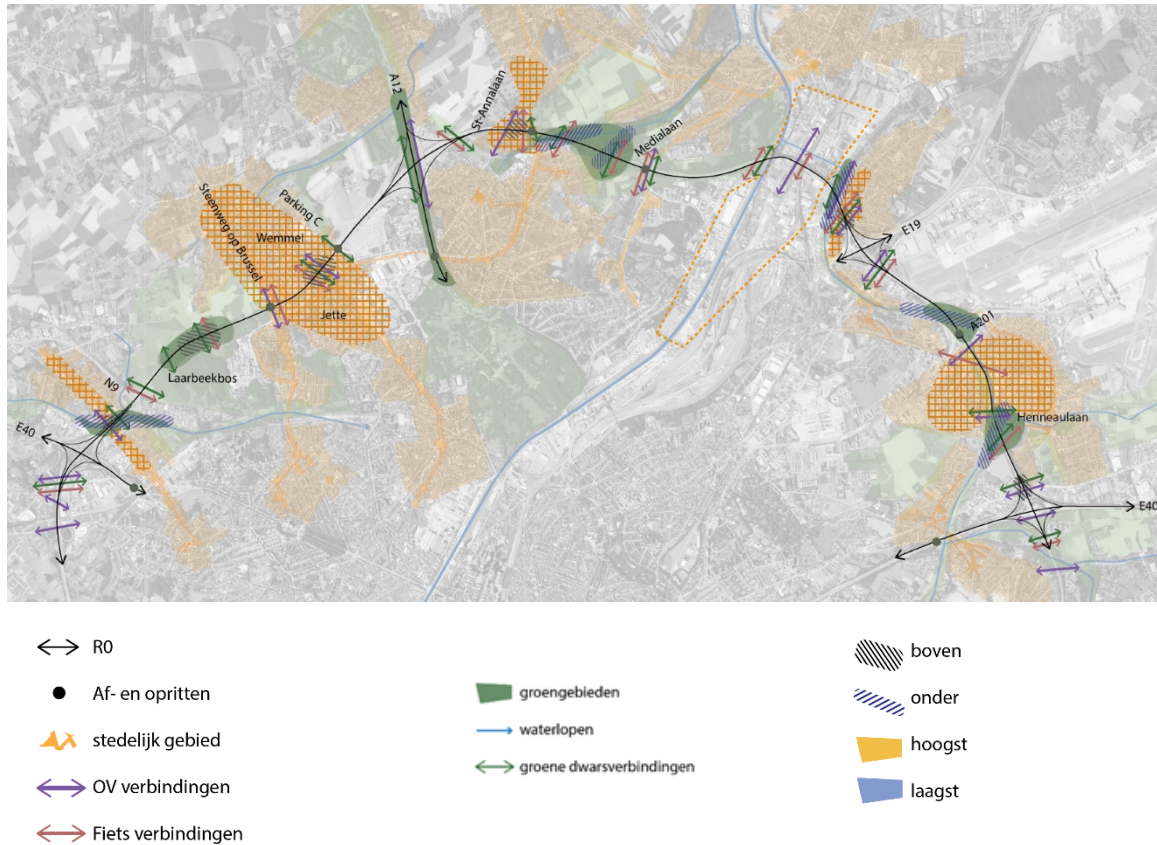 A12
St-Annalaan
Medialaan
Parking C
Steenweg op Brussel
Wemmel
E19
Jette
A201
Laarbeekbos
N9
Henneaulaan
E40
E40
R0
Af- en opritten
stedelijk gebied
OV verbindingen
Fiets verbindingen
groengebieden
waterlopen
groene dwarsverbindingen
boven
onder
hoogst
laagst